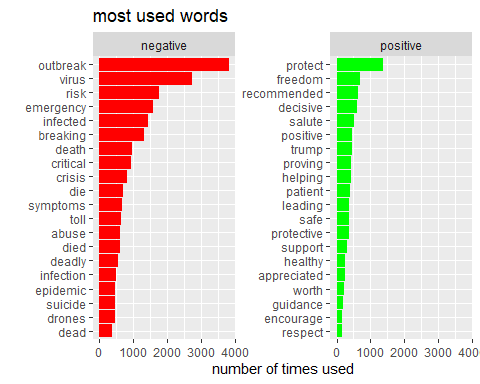 most used words
negative
outbreak
virus
risk
emergency
infected
breaking
death
critical
crisis
die
symptoms
toll
abuse
died
deadly
infection
epidemic
suicide
drones
dead
0 1000 2000 3000 4000
positive
protect
freedom
recommended
decisive
salute
positive
trump
proving
helping
patient
leading
safe
protective
support
healthy
appreciated
worth
guidance
encourage
respect
0 1000 2000 3000 400
number of times used